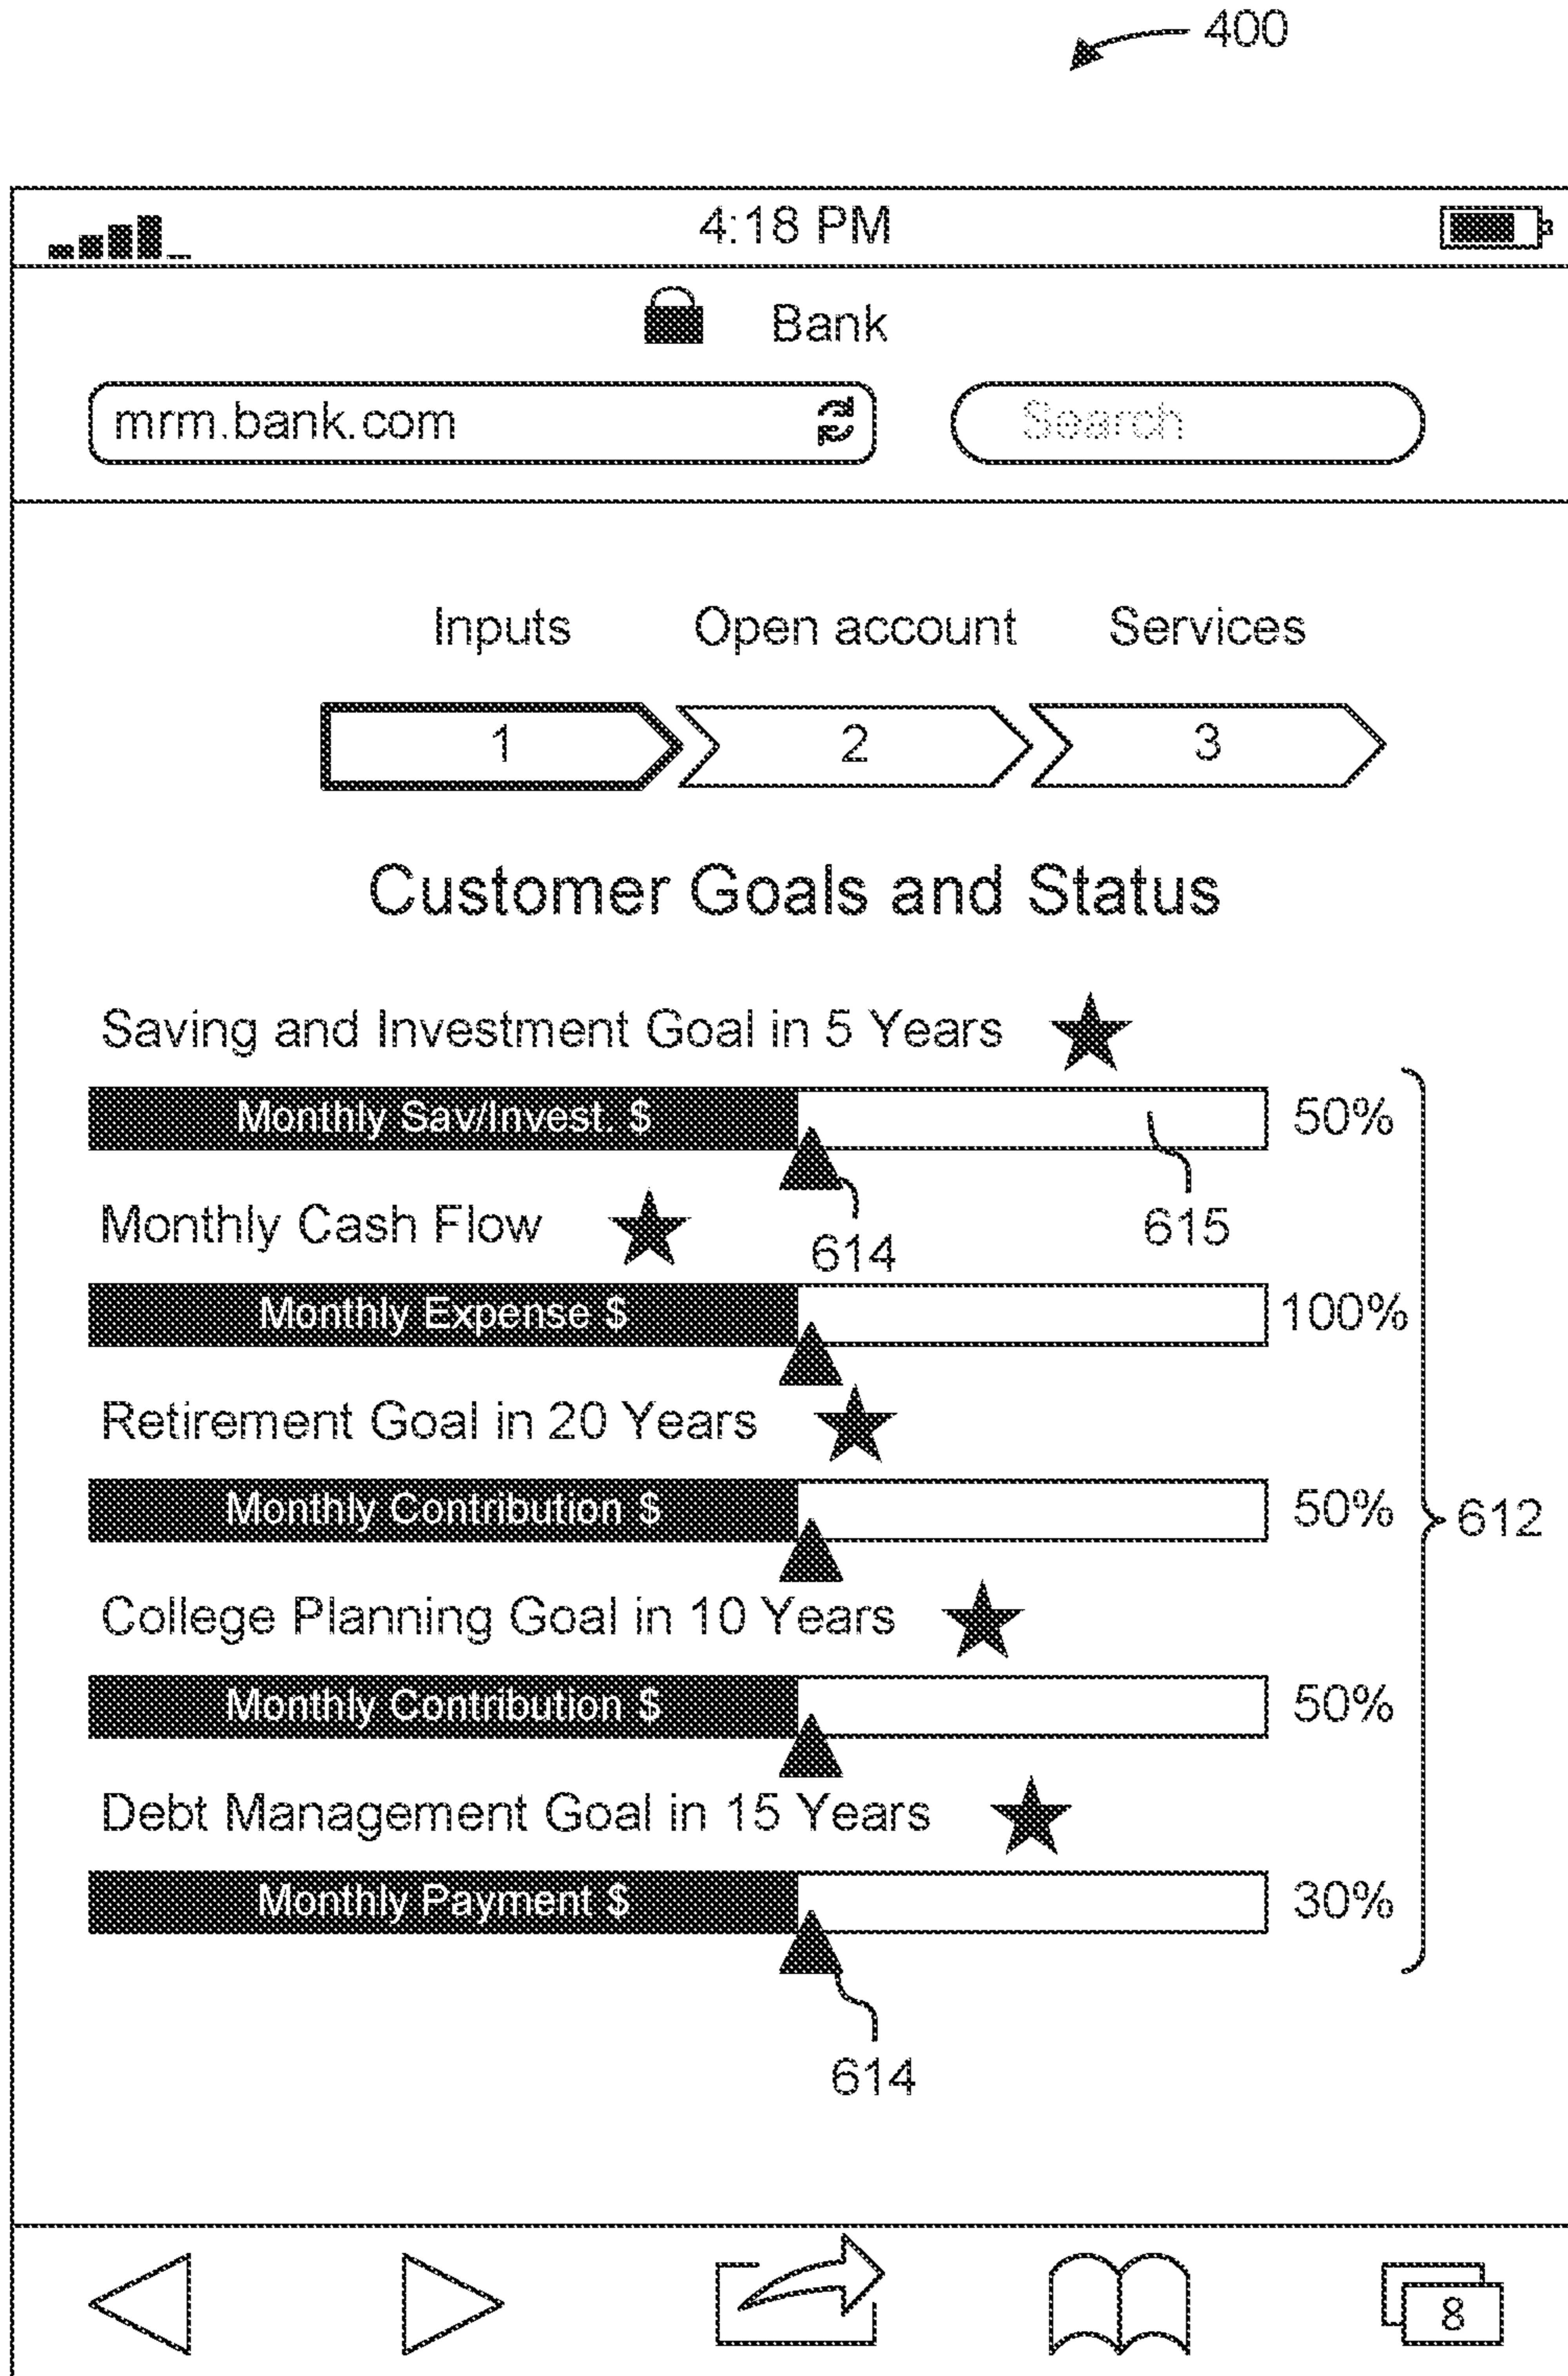 400
4:18 PM
Bank
mrm.bank.com Search
Inputs Open account Services
1 2 3
Customer Goals and Status
Saving and Investment Goal in 5 Years
Monthly Sav/Invest. $ 50%
615
Monthly Cash Flow
614
Monthly Expense $ 100%
Retirement Goal in 20 Years
Monthly Contribution $ 50%
612
College Planning Goal in 10 Years
Monthly Contribution $ 50%
Debt Management Goal in 15 Years
Monthly Payment $ 30%
614
8